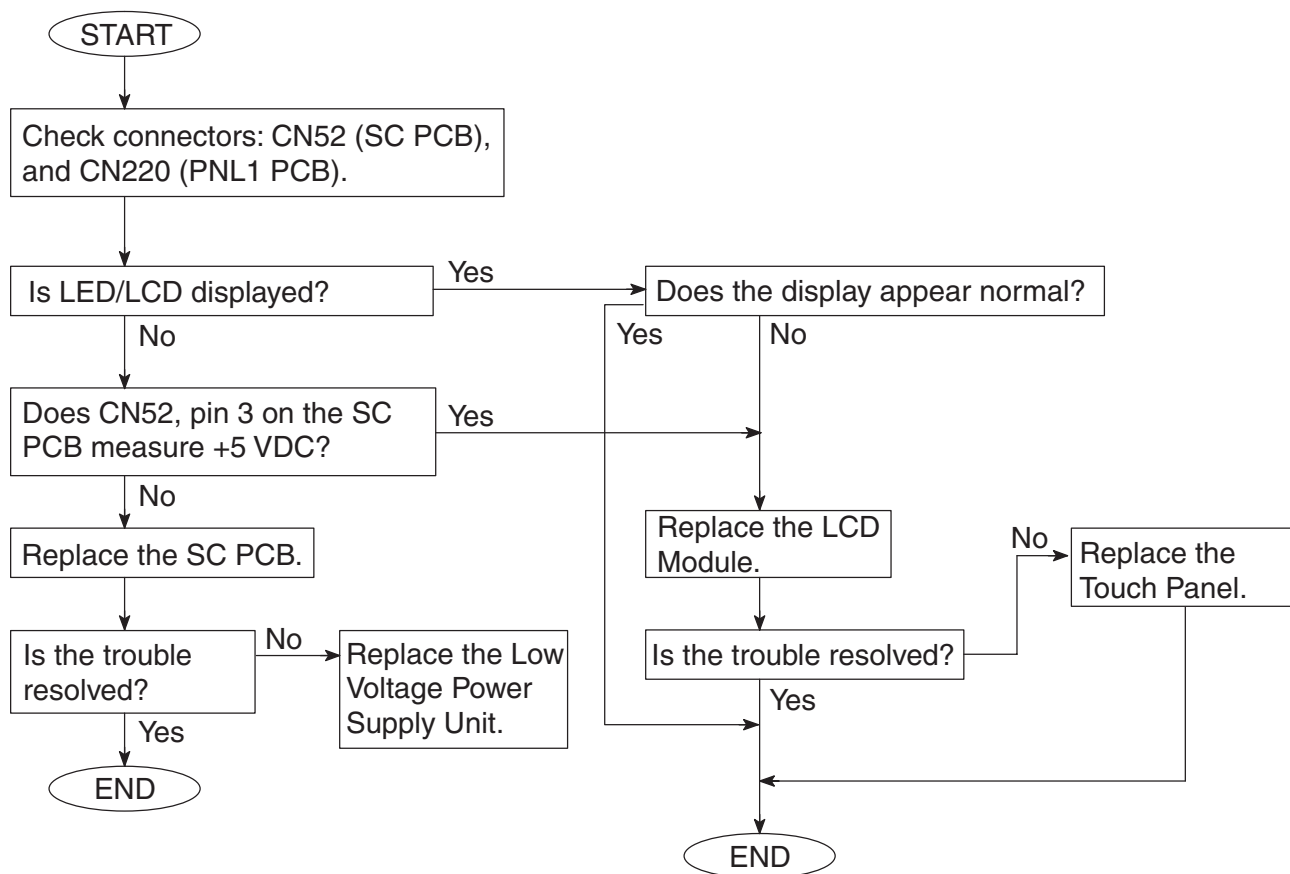 START
Check connectors: CN52 (SC PCB),
and CN220 (PNL1 PCB).
Is LED/LCD displayed?
Yes
Does the display appear normal?
No
Yes
No
Does CN52, pin 3 on the SC
PCB measure +5 VDC?
Yes
No
Replace the SC PCB.
Replace the LCD
Module.
No
Replace the
Touch Panel.
Is the trouble
resolved?
No
Replace the Low
Voltage Power
Supply Unit.
Is the trouble resolved?
Yes
Yes
END
END